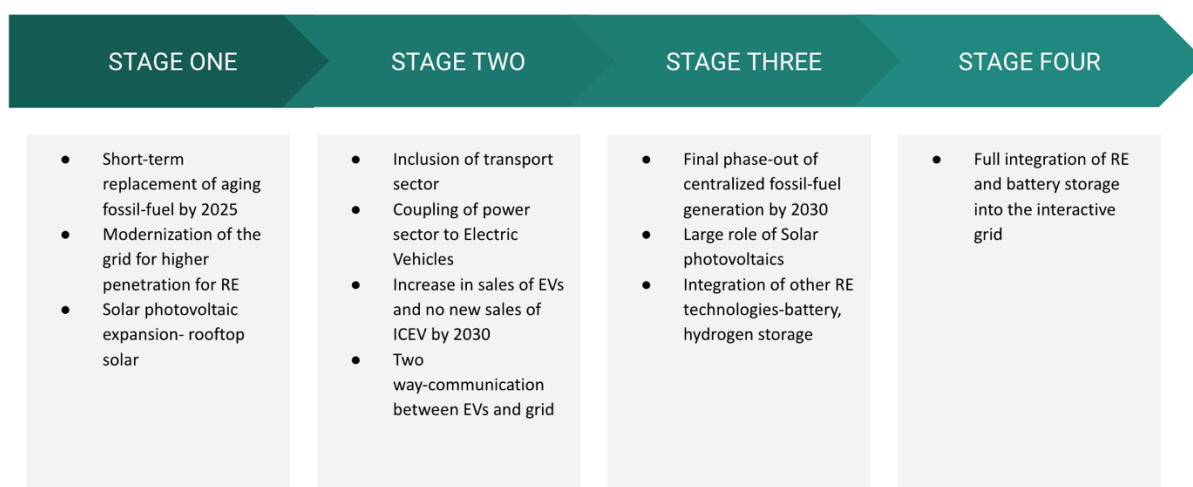 STAGE ONE
STAGE TWO
STAGE THREE
STAGE FOUR
● Short-term
replacement of aging
fossil-fuel by 2025
● Modernization of the
grid for higher
penetration for RE
● Solar photovoltaic
expansion- rooftop
solar
● Inclusion of transport
sector
● Coupling of power
sector to Electric
Vehicles
● Increase in sales of EVs
and no new sales of
ICEV by 2030
● Two
way-communication
between EVs and grid
● Final phase-out of
centralized fossil-fuel
generation by 2030
● Large role of Solar
photovoltaics
● Integration of other RE
technologies-battery,
hydrogen storage
● Full integration of RE
and battery storage
into the interactive
grid